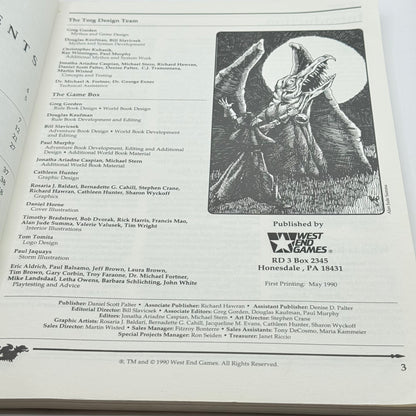 The Torg Design Team
Greg Gorden
Mythos and Game Design
Douglas Kaufman, Bill Slavicsek
Mythos and System Development
Christopher Kubasik,
Ray Winninger, Paul Murphy
Additional Mythos and System Work
Jonatha Ariadne Caspian, Michael Stern, Richard Hawran,
Daniel Scott Palter, Denise Palter, C.J. Tramontana,
Martin Wixted
Concepts and Testing
Dr. Michael A. Fortner, Dr. George Exner
Technical Assistance
The Game Box
Greg Gorden
Rule Book Design • World Book Development
Douglas Kaufman
Rule Book Development and Editing
Bill Slavicsek
Adventure Book Design • World Book Development
and Editing
Paul Murphy
Adventure Book Development, Editing and Additional
Design • Additional World Book Material
Jonatha Ariadne Caspian, Michael Stern
Additional World Book Material
Cathleen Hunter
Graphic Design
Rosaria J. Baldari, Bernadette G. Cahill, Stephen Crane,
Richard Hawran, Cathleen Hunter, Sharon Wyckoff
Graphics
Daniel Horne
Cover Illustration
Timothy Bradstreet, Bob Dvorak, Rick Harris, Francis Mao,
Alan Jude Summa, Valerie Valusek, Tim Wright
Interior Illustrations
Tom Tomita
Logo Design
Paul Jaquays
Storm Illustration
Eric Aldrich, Paul Balsamo, Jeff Brown, Laura Brown,
Tim Brown, Gary Corbin, Troy Faraone, Dr. Michael Fortner,
Mike Landstad, Letha Owens, Barbara Schlichting, John White
Playtesting and Advice
Alan Jude Summa
Published by
WEST
END
GAMES®
RD 3 Box 2345
Honesdale, PA 18431
First Printing: May 1990
Publisher: Daniel Scott Palter • Associate Publisher: Richard Hawran • Assistant Publisher: Denise D. Palter
Editorial Director: Bill Slavicsek • Associate Editors: Greg Gorden, Douglas Kaufman, Paul Murphy
Editors: Jonatha Ariadne Caspian, Michael Stern • Art Director: Stephen Crane
Graphic Artists: Rosaria J. Baldari, Bernadette G. Cahill, Jacqueline M. Evans, Cathleen Hunter, Sharon Wyckoff
Sales Director: Martin Wixted • Sales Manager: Fitzroy Bonterre • Sales Assistants: Tony DeCosmo, Maria Kammeier
Special Projects Manager: Ron Seiden • Treasurer: Janet Riccio
®, TM and © 1990 West End Games. All Rights Reserved.
3